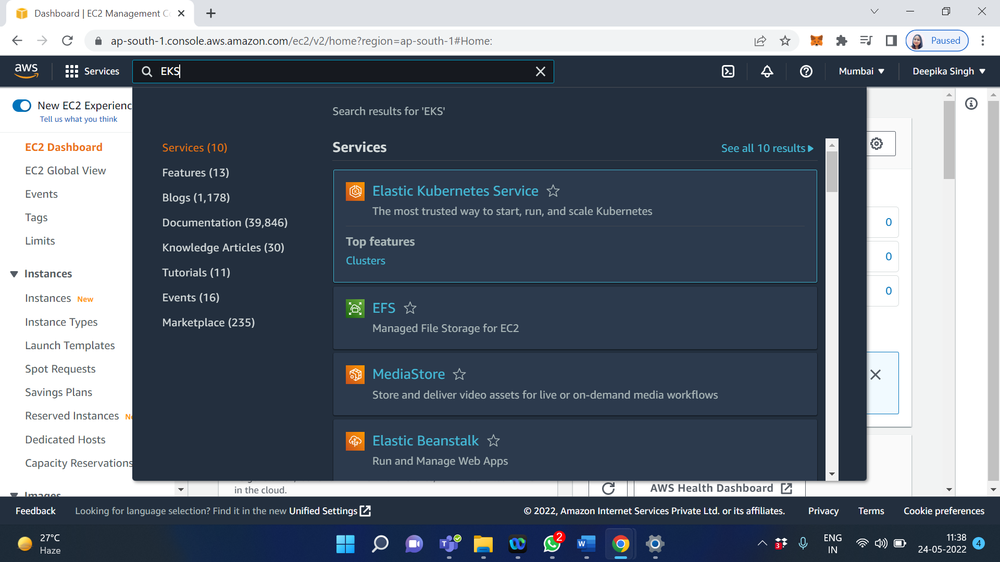 Dashboard | EC2 Management Co
ap-south-1.console.aws.amazon.com/ec2/v2/home?region=ap-south-1#Home:
Paused
aws
Services
EKS
Mumbai
Deepika Singh
New EC2 Experienc
Tell us what you think
EC2 Dashboard
EC2 Global View
Events
Tags
Limits
Instances
Instances New
Instance Types
Launch Templates
Spot Requests
Savings Plans
Reserved Instances
Dedicated Hosts
Capacity Reservations
Images
Search results for 'EKS'
Services (10)
Features (13)
Blogs (1,178)
Documentation (39,846)
Knowledge Articles (30)
Tutorials (11)
Events (16)
Marketplace (235)
Services
See all 10 results
Elastic Kubernetes Service
The most trusted way to start, run, and scale Kubernetes
Top features
Clusters
EFS
Managed File Storage for EC2
MediaStore
Store and deliver video assets for live or on-demand media workflows
Elastic Beanstalk
Run and Manage Web Apps
0
0
0
in the cloud.
AWS Health Dashboard
Feedback
Looking for language selection? Find it in the new Unified Settings
© 2022, Amazon Internet Services Private Ltd. or its affiliates.
Privacy
Terms
Cookie preferences
27°C
Haze
2
3
ENG
IN
11:38
24-05-2022
4